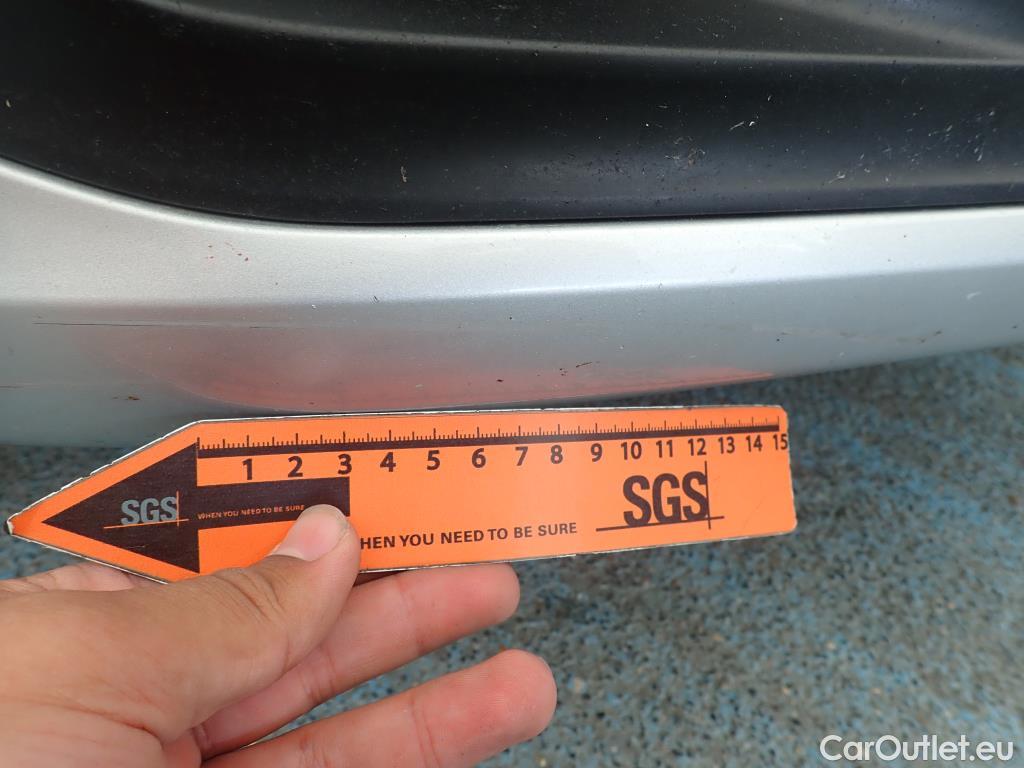 1 2 3 4 5 6 7 8 9 10 11 12 13 14 15
SGS
WHEN YOU NEED TO BE SURE
SGS
HEN YOU NEED TO BE SURE
CarOutlet.eu